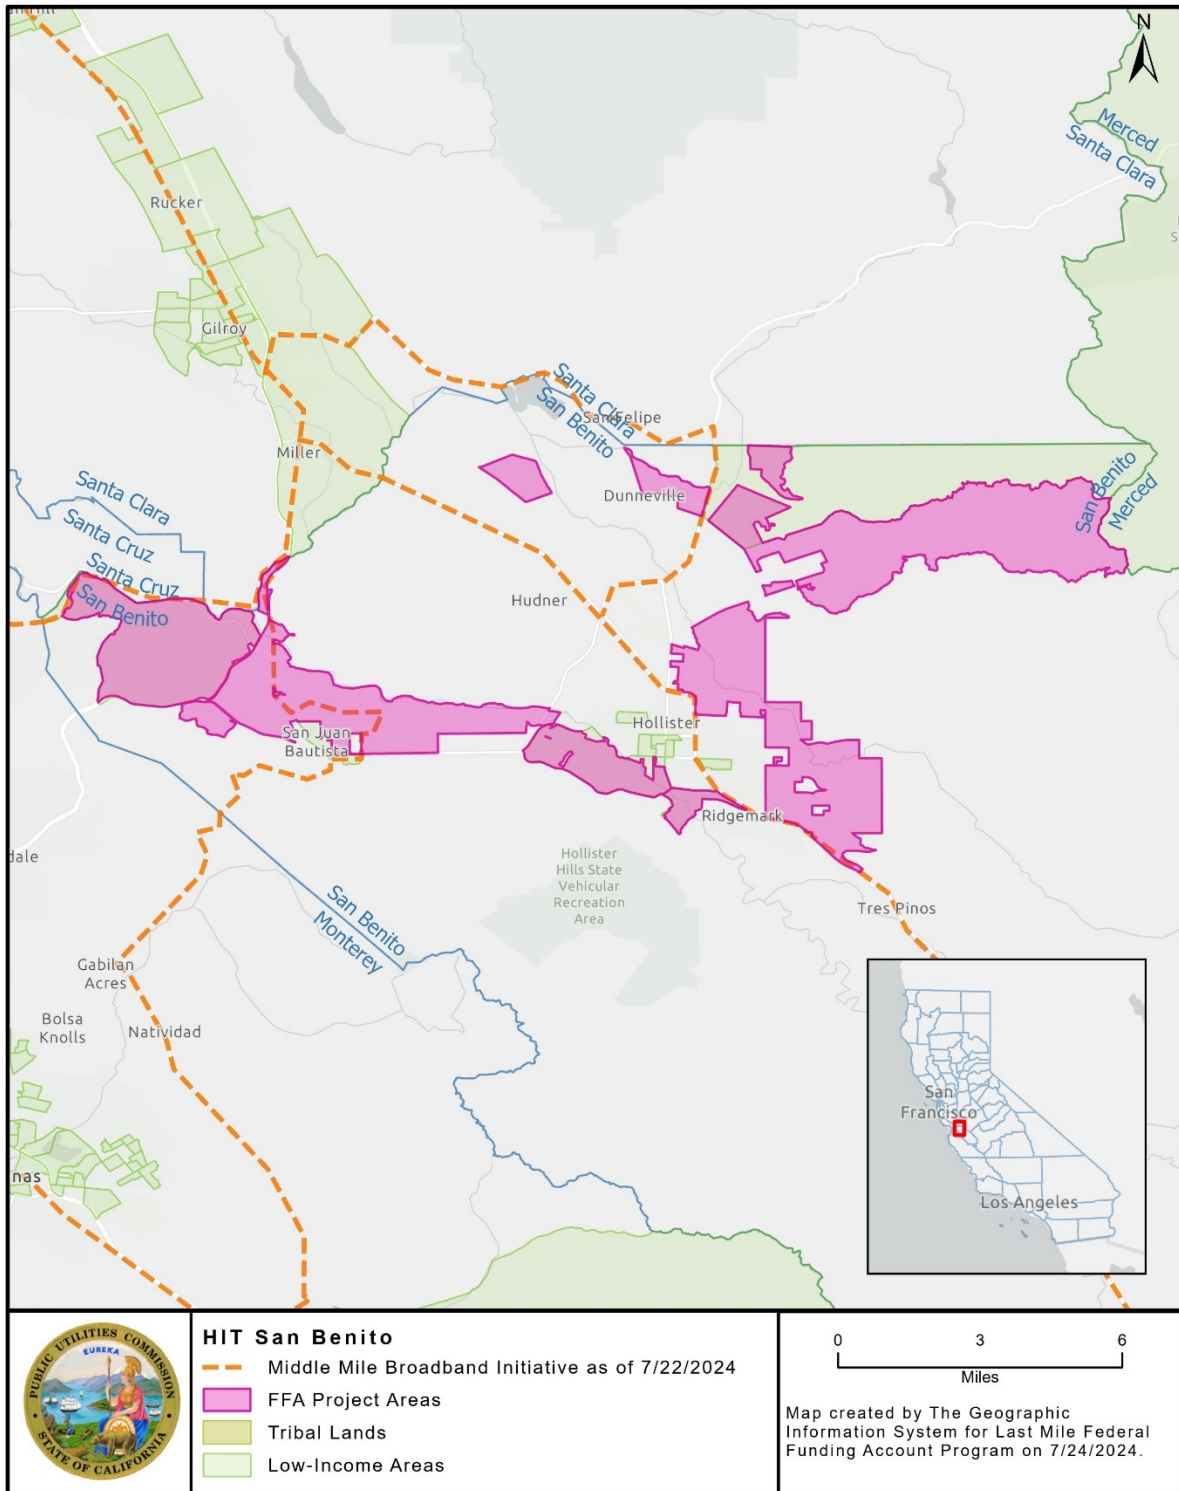 N
Merced
Santa Clara
Rucker
Gilroy
Santa Clara
San Benito
San Felipe
Miller
Dunneville
San Benito
Merced
Santa Clara
Santa Cruz
Santa Cruz
San Benito
Hudner
San Juan
Bautista
Hollister
Ridgemark
dale
Hollister
Hills State
Vehicular
Recreation
Area
Tres Pinos
San Benito
Monterey
Gabilan
Acres
Bolsa
Knolls
Natividad
nas
San
Francisco
Los Angeles
PUBLIC UTILITIES COMMISSION
EUREKA
STATE OF CALIFORNIA
HIT San Benito
Middle Mile Broadband Initiative as of 7/22/2024
FFA Project Areas
Tribal Lands
Low-Income Areas
0 3 6
Miles
Map created by The Geographic
Information System for Last Mile Federal
Funding Account Program on 7/24/2024.